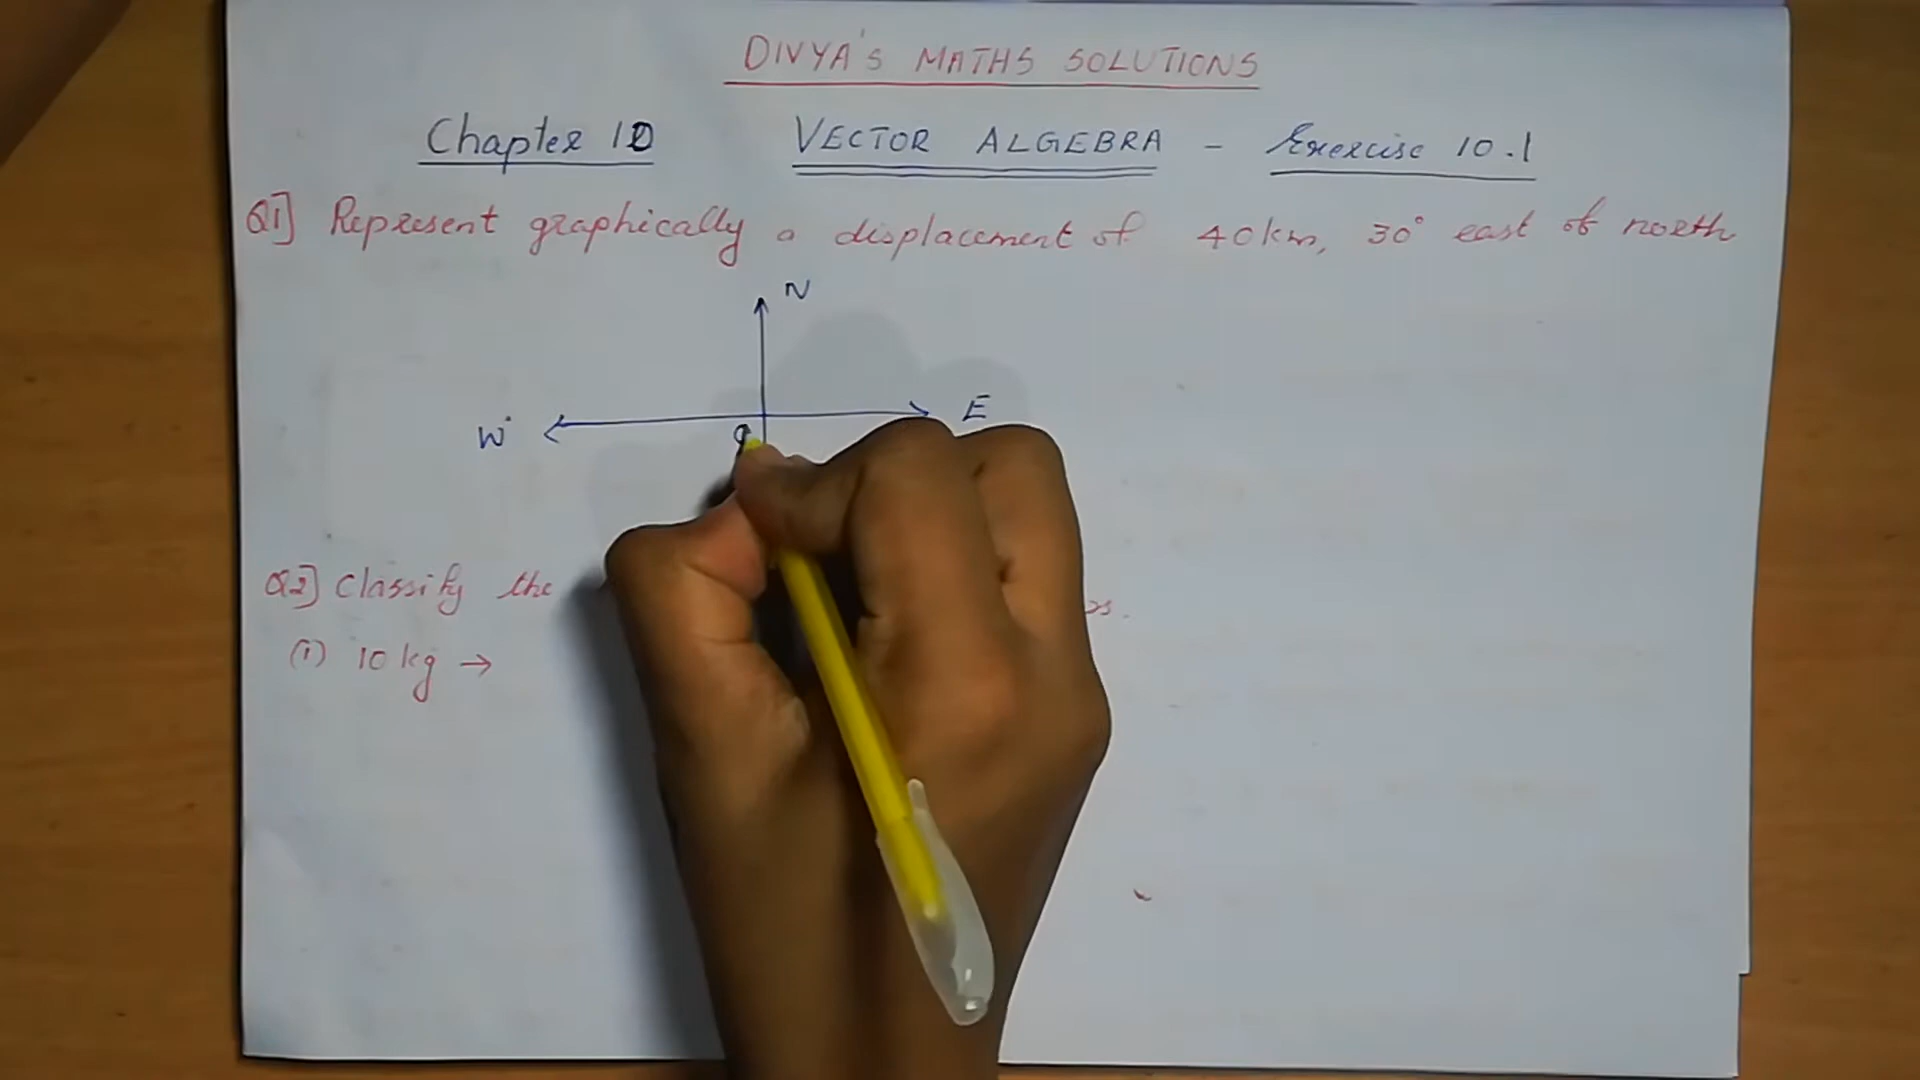 DIVYA'S MATHS SOLUTIONS
Chapter 10 VECTOR ALGEBRA - Exercise 10.1
Q1] Represent graphically a displacement of 40km, 30° east of north
N
W E
Q2] Classify the
(i) 10 kg →